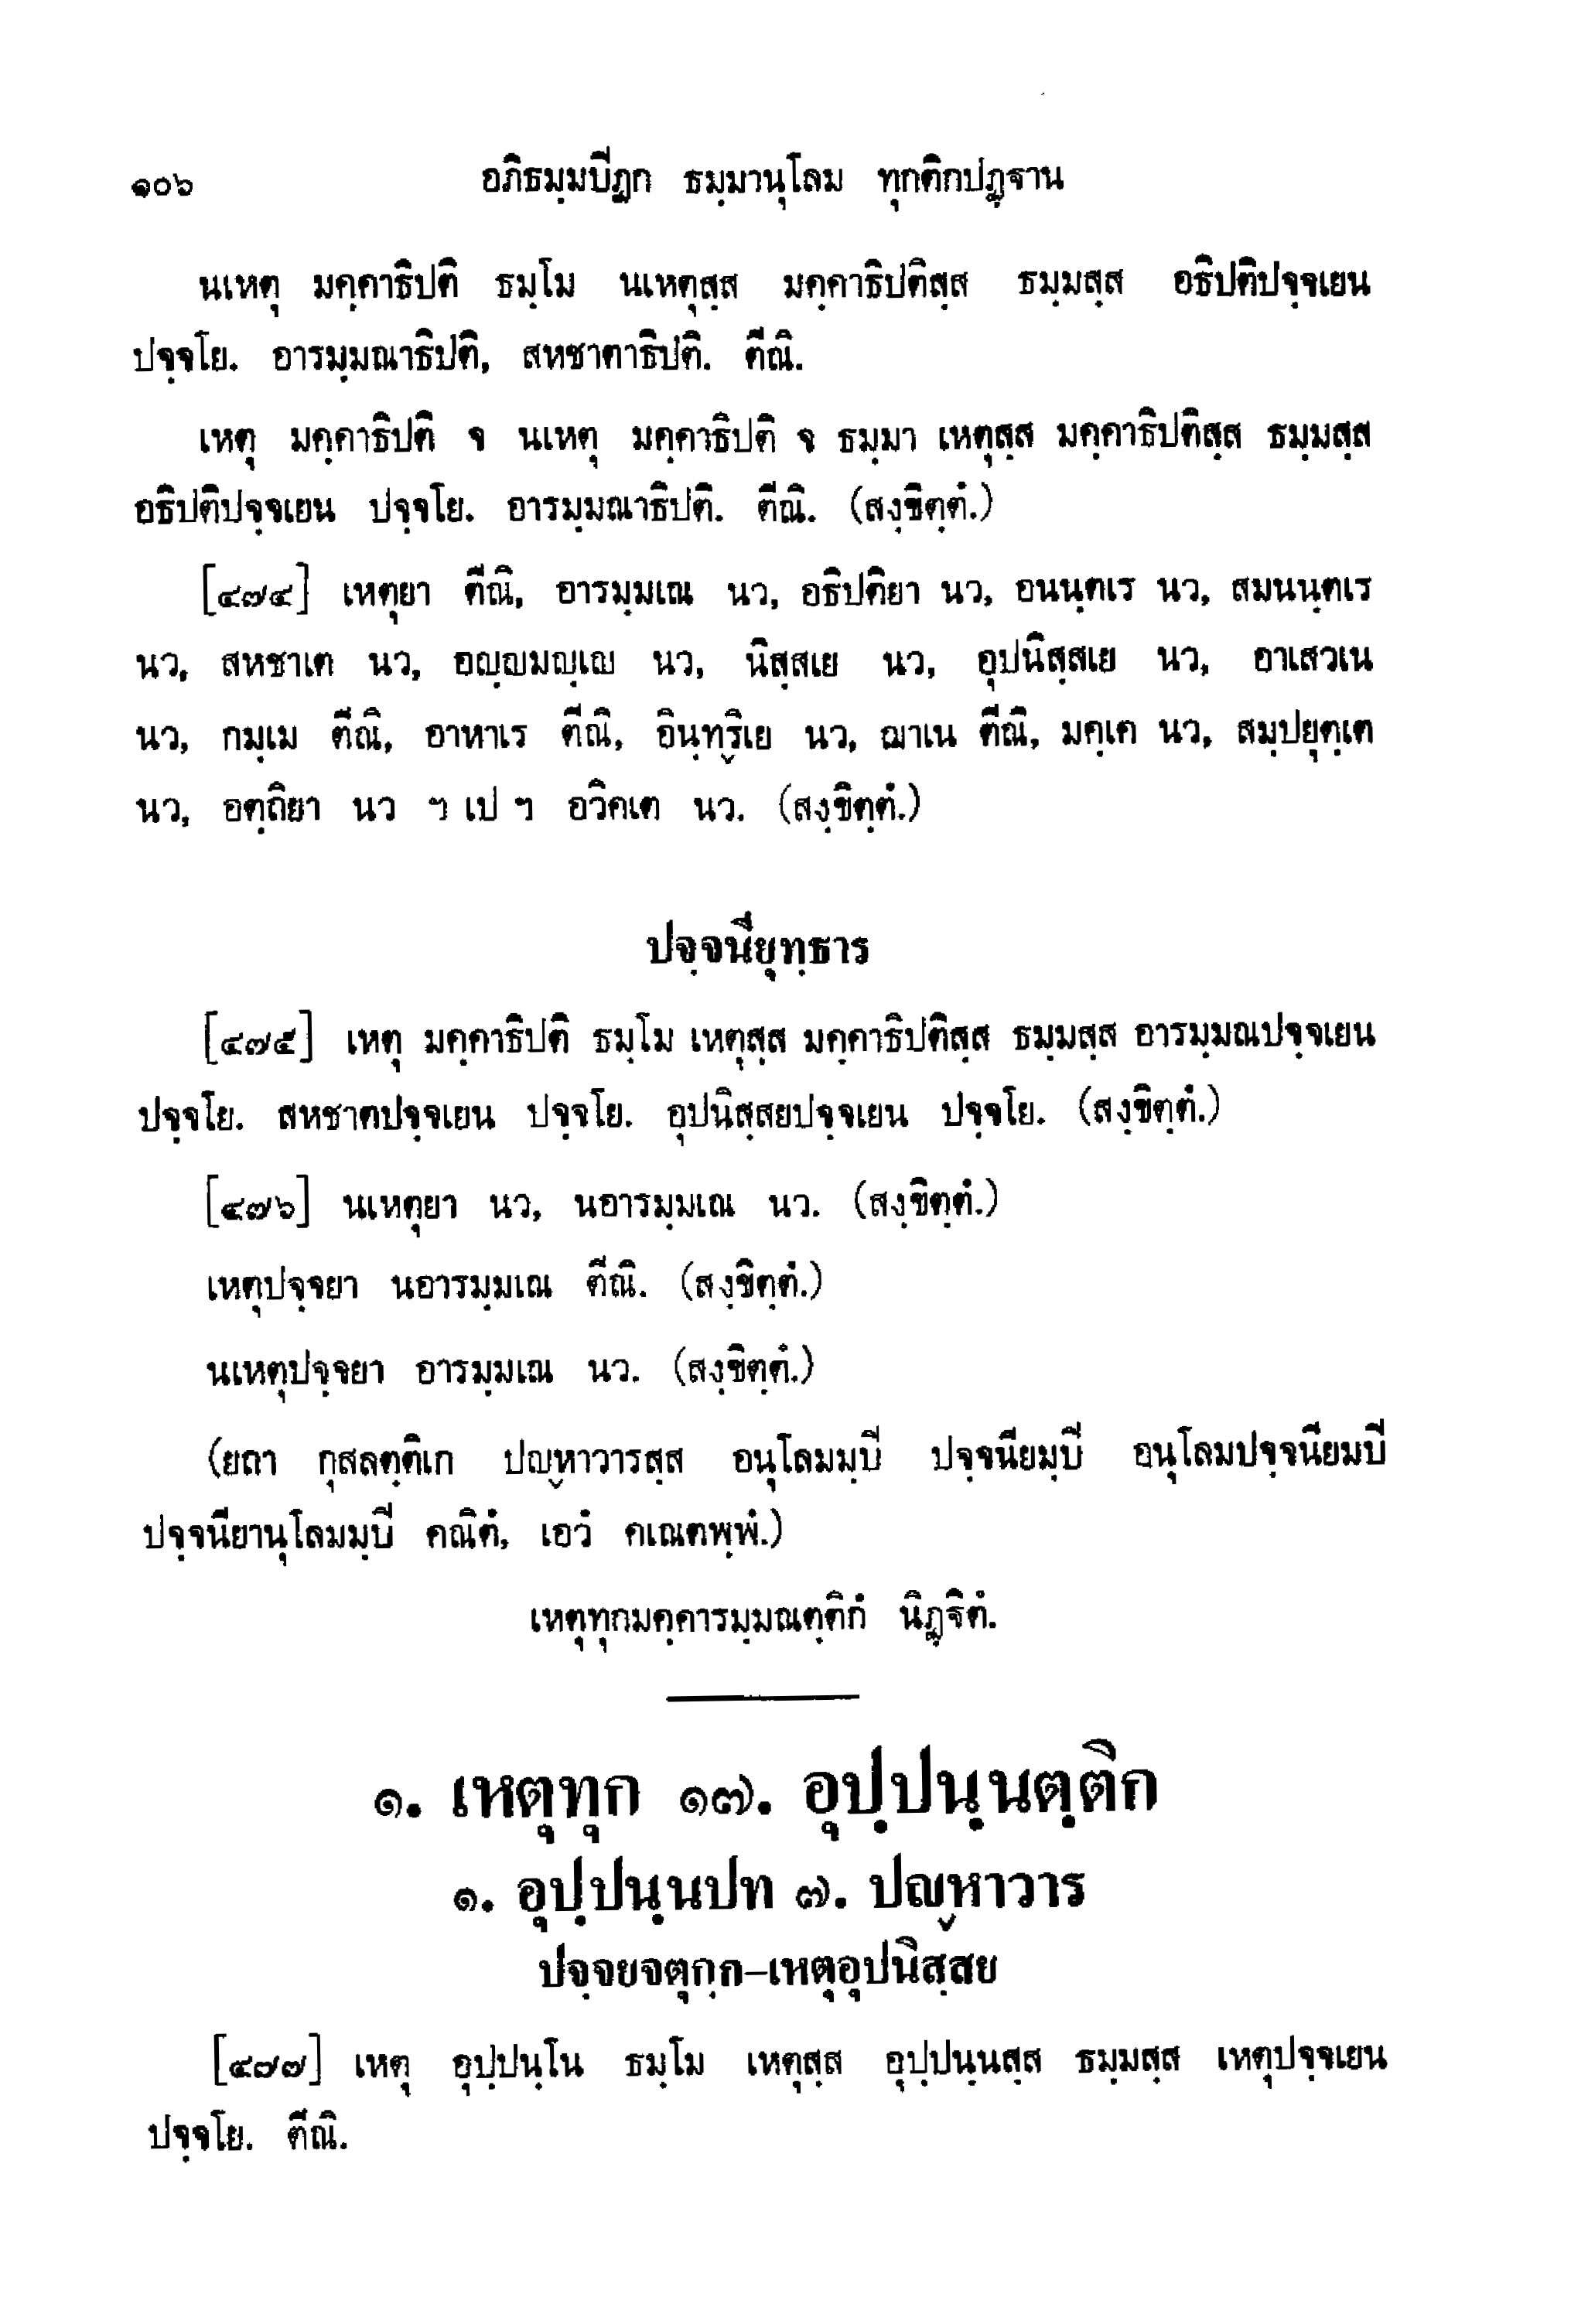 ๑๐๖ อภิธมฺมปีฏก ธมฺมานุโลม ทุกติกปฏฺฐาน
นเหตุ มคฺคาธิปติ ธมฺโม นเหตุสฺส มคฺคาธิปติสฺส ธมฺมสฺส อธิปติปจฺจเยน
ปจฺจโย. อารมฺมณาธิปติ, สหชาตาธิปติ. ตีณิ.
เหตุ มคฺคาธิปติ จ นเหตุ มคฺคาธิปติ จ ธมฺมา เหตุสฺส มคฺคาธิปติสฺส ธมฺมสฺส
อธิปติปจฺจเยน ปจฺจโย. อารมฺมณาธิปติ. ตีณิ. (สงฺขิตฺตํ.)
[๔๗๔] เหตุยา ตีณิ, อารมฺมเณ นว, อธิปติยา นว, อนนฺตเร นว, สมนนฺตเร
นว, สหชาเต นว, อญฺญมญฺเญ นว, นิสฺสเย นว, อุปนิสฺสเย นว, อาเสวเน
นว, กมฺเม ตีณิ, อาหาเร ตีณิ, อินฺทฺริเย นว, ฌาเน ตีณิ, มคฺเค นว, สมฺปยุตฺเต
นว, อตฺถิยา นว ฯ เป ฯ อวิคเต นว. (สงฺขิตฺตํ.)
ปจฺจนียุทฺธาร
[๔๗๕] เหตุ มคฺคาธิปติ ธมฺโม เหตุสฺส มคฺคาธิปติสฺส ธมฺมสฺส อารมฺมณปจฺจเยน
ปจฺจโย. สหชาตปจฺจเยน ปจฺจโย. อุปนิสฺสยปจฺจเยน ปจฺจโย. (สงฺขิตฺตํ.)
[๔๗๖] นเหตุยา นว, นอารมฺมเณ นว. (สงฺขิตฺตํ.)
เหตุปจฺจยา นอารมฺมเณ ตีณิ. (สงฺขิตฺตํ.)
นเหตุปจฺจยา อารมฺมเณ นว. (สงฺขิตฺตํ.)
(ยถา กุสลตฺติเก ปญฺหาวารสฺส อนุโลมมฺปี ปจฺจนียมฺปี อนุโลมปจฺจนียมปี
ปจฺจนียานุโลมมฺปี คณิตํ, เอวํ คเณตพฺพํ.)
เหตุทุกมคฺคารมฺมณตฺติกํ นิฏฺฐิตํ.
๑. เหตุทุก ๑๗. อุปฺปนฺนตฺติก
๑. อุปฺปนฺนปท ๗. ปญฺหาวาร
ปจฺจยจตุกฺก–เหตุอุปนิสฺสย
[๔๗๗] เหตุ อุปฺปนฺโน ธมฺโม เหตุสฺส อุปฺปนฺนสฺส ธมฺมสฺส เหตุปจฺจเยน
ปจฺจโย. ตีณิ.